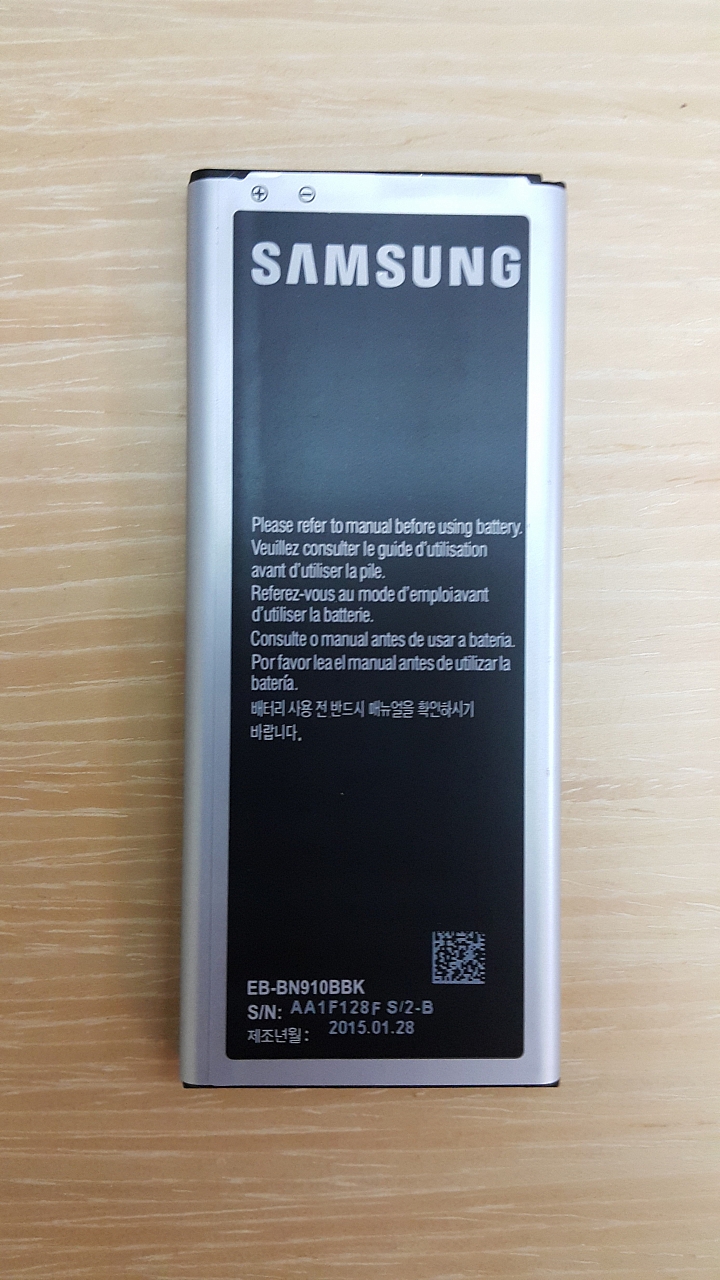 SAMSUNG
Please refer to manual before using battery.
Veuillez consulter le guide d'utilisation
avant d'utiliser la pile.
Referez-vous au mode d'emploiavant
d'utiliser la batterie.
Consulte o manual antes de usar a bateria.
Por favor lea el manual antes de utilizar la
batería.
배터리 사용 전 반드시 매뉴얼을 확인하시기
바랍니다.
EB-BN910BBK
S/N: AA1F128F S/2-B
제조년월: 2015.01.28